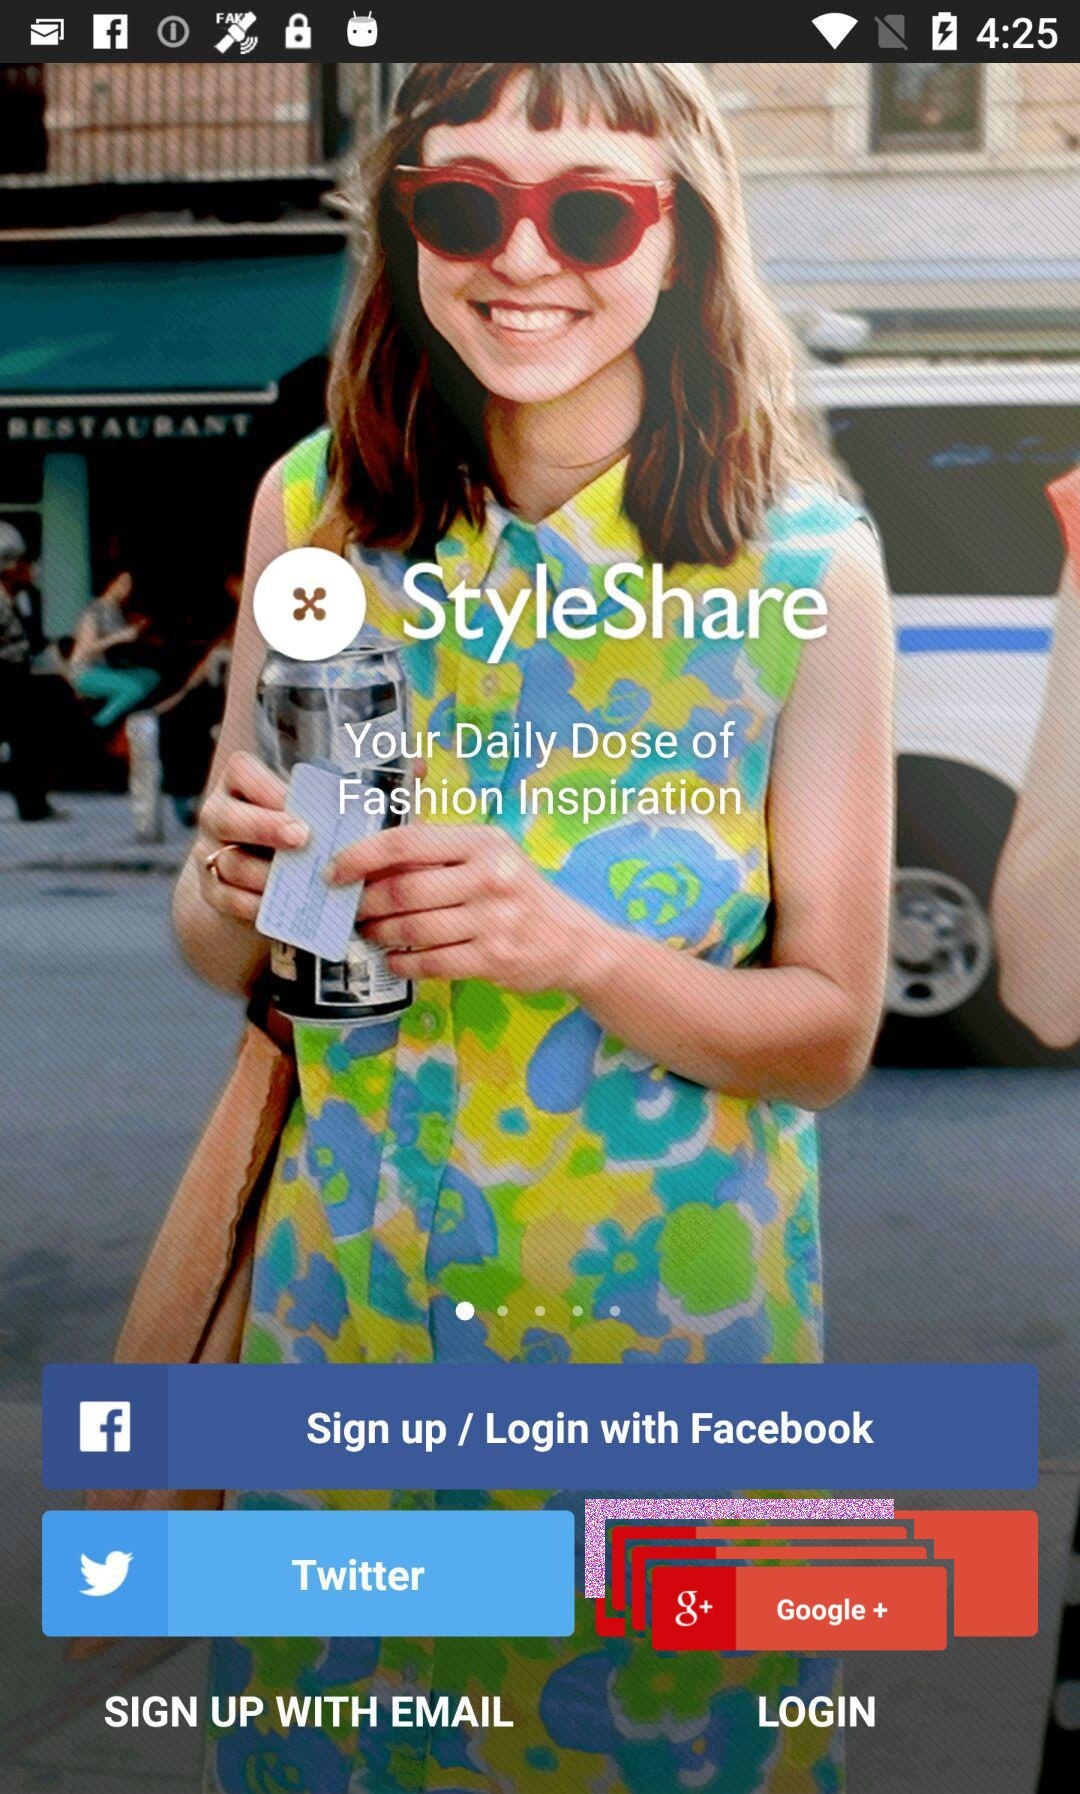 FAKE
4:25
RESTAURANT
StyleShare
Your Daily Dose of
Fashion Inspiration
Sign up / Login with Facebook
Twitter
g+ Google +
SIGN UP WITH EMAIL
LOGIN